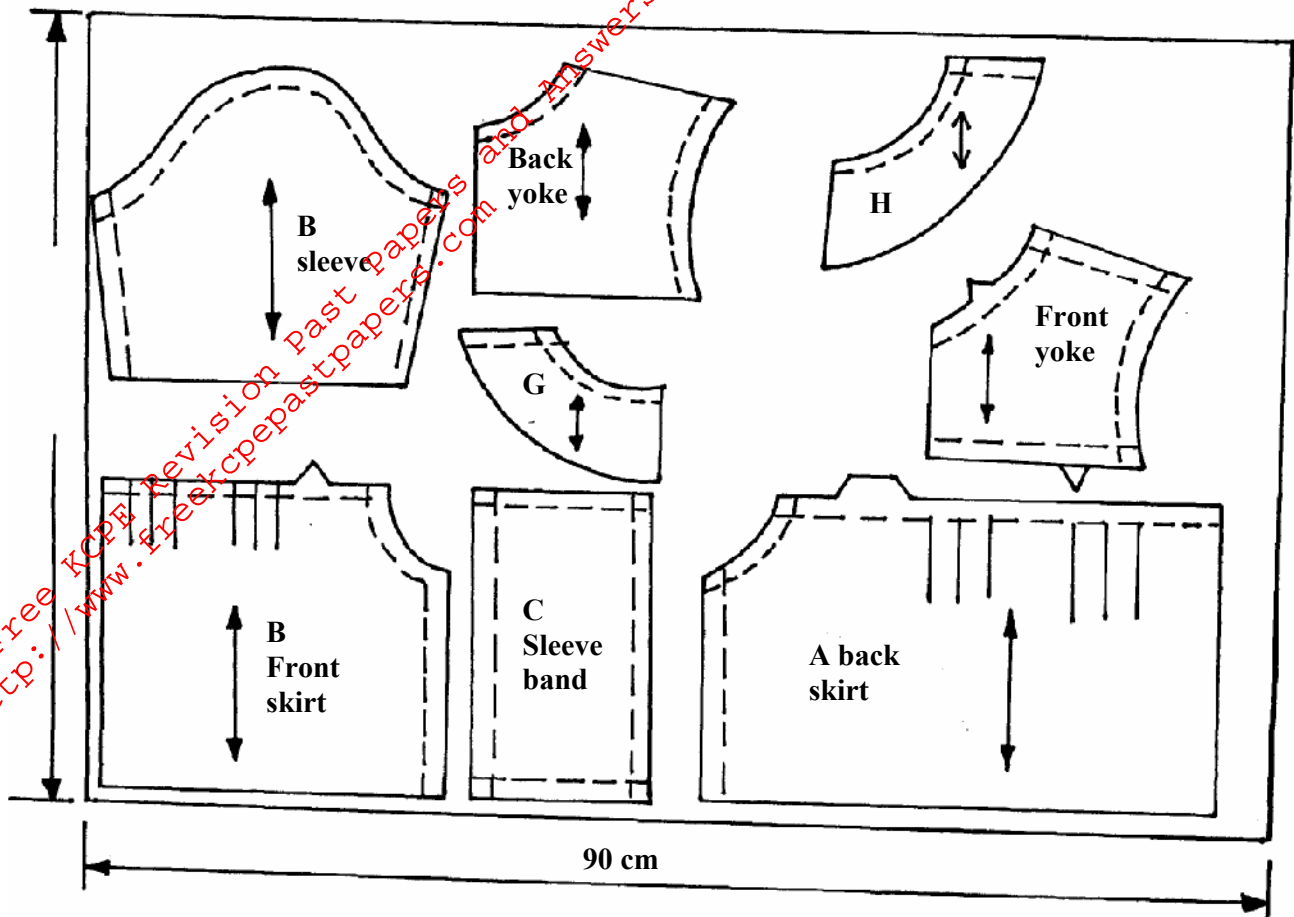 Free KCPE Revision Past Papers and Answers
http://www.freekcpepastpapers.com
B
sleeve
Back
yoke
H
Front
yoke
G
B
Front
skirt
C
Sleeve
band
A back
skirt
90 cm